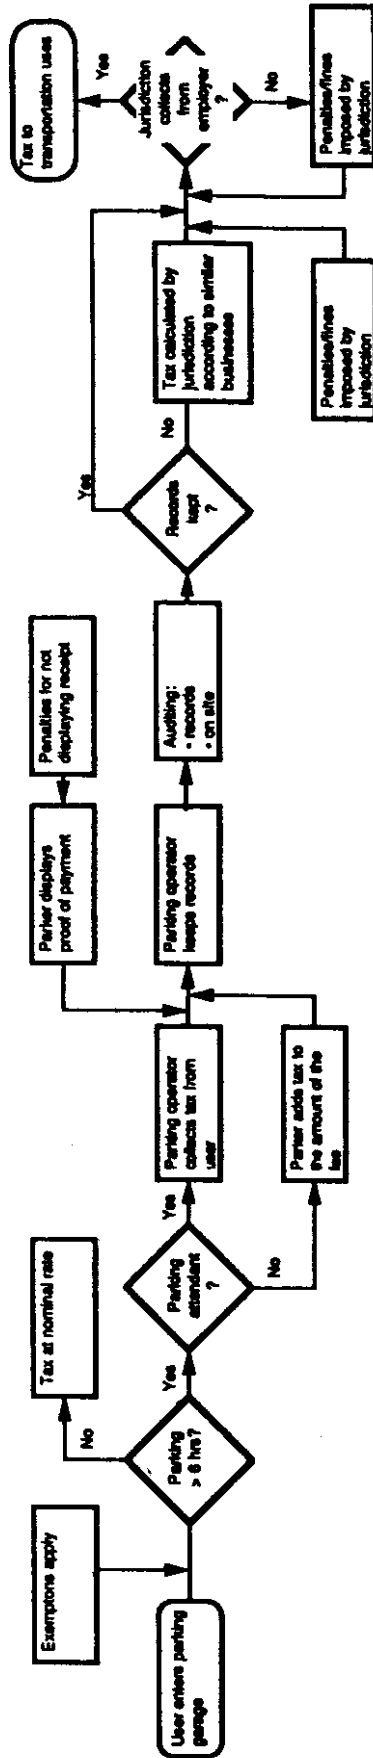 User enters parking
garage
Exemptons apply
Parking
> 6 hrs?
No
Tax at nominal rate
Yes
Parking
attendant
?
Yes
No
Parking operator
collects tax from
user
Parker adds tax to
the amount of the
fee
Parker displays
proof of payment
Penalties for not
displaying receipt
Parking operator
keeps records
Auditing:
• records
• on site
Records
kept
?
Yes
No
Tax calculated by
jurisdiction
according to similar
businesses
Penalties/fines
imposed by
jurisdiction
Jurisdiction
collects
from
employer
?
Yes
No
Tax to
transportation uses
Penalties/fines
imposed by
jurisdiction